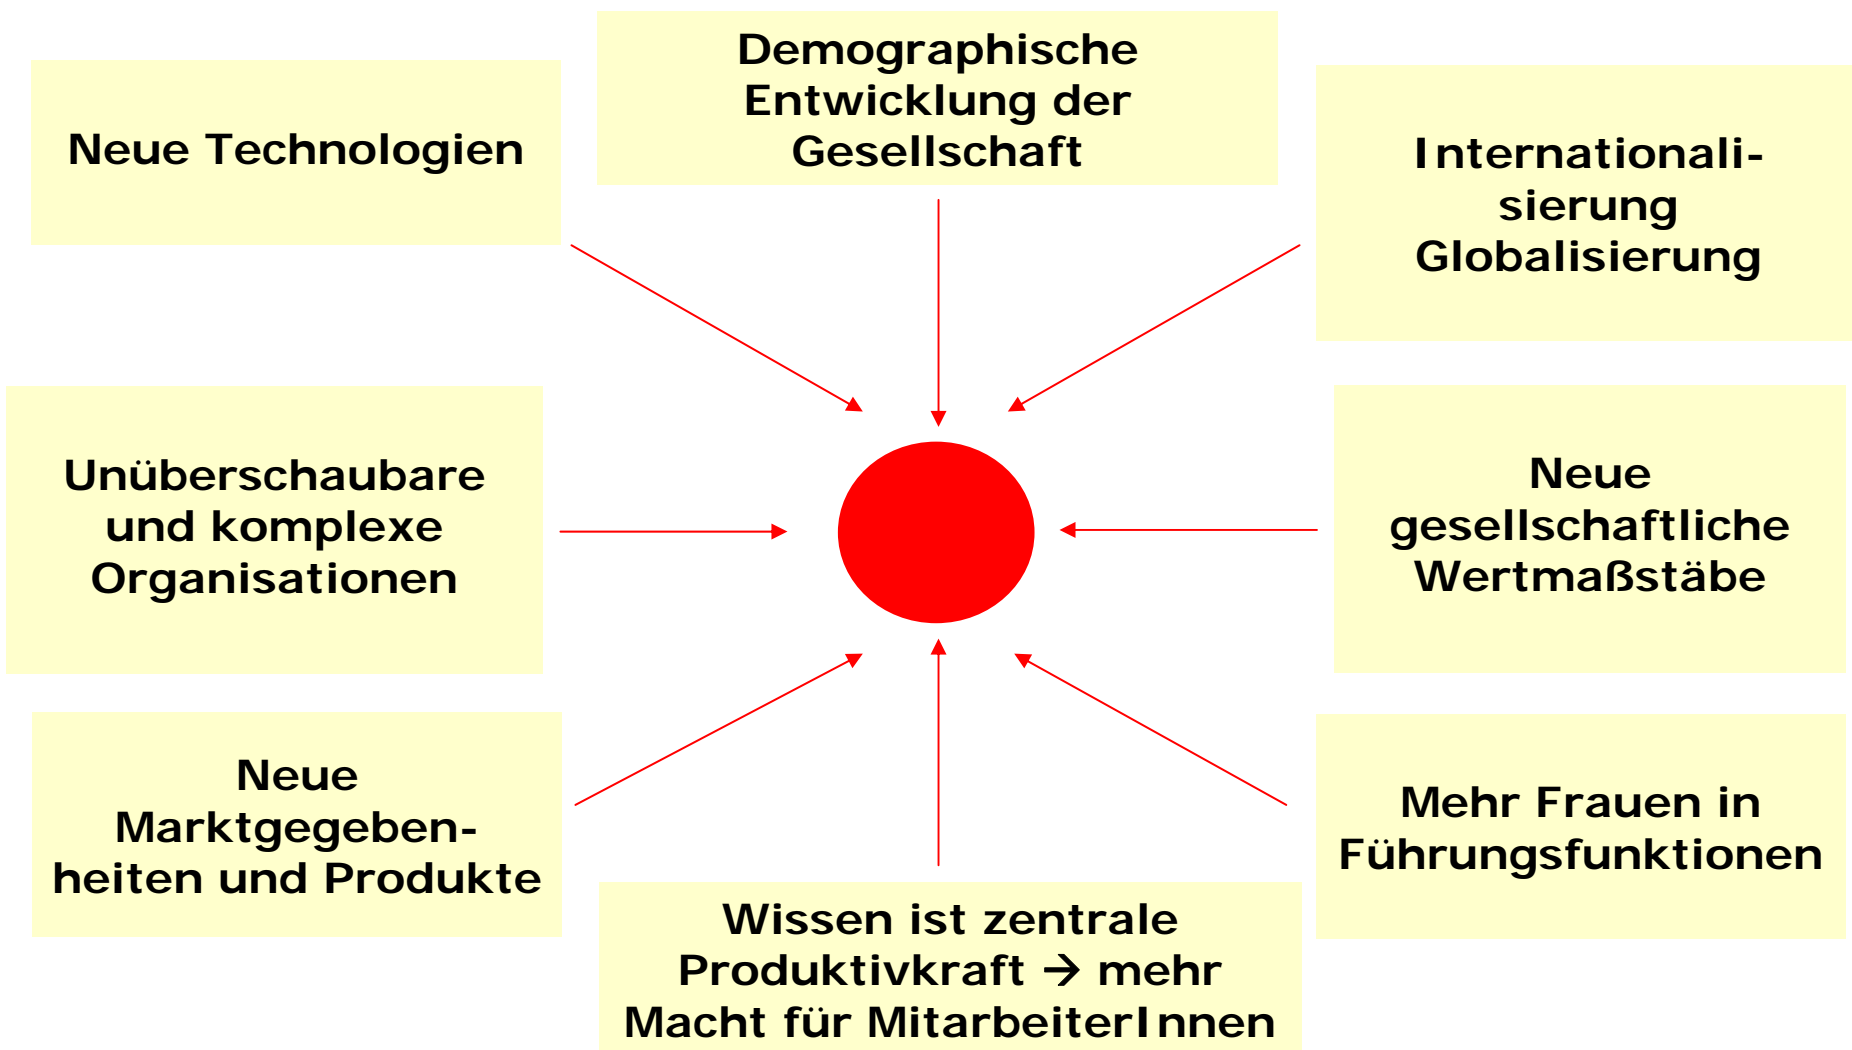 Neue Technologien
Demographische
Entwicklung der
Gesellschaft
Internationali-
sierung
Globalisierung
Unüberschaubare
und komplexe
Organisationen
Neue
gesellschaftliche
Wertmaßstäbe
Neue
Marktgegeben-
heiten und Produkte
Wissen ist zentrale
Produktivkraft → mehr
Macht für MitarbeiterInnen
Mehr Frauen in
Führungsfunktionen